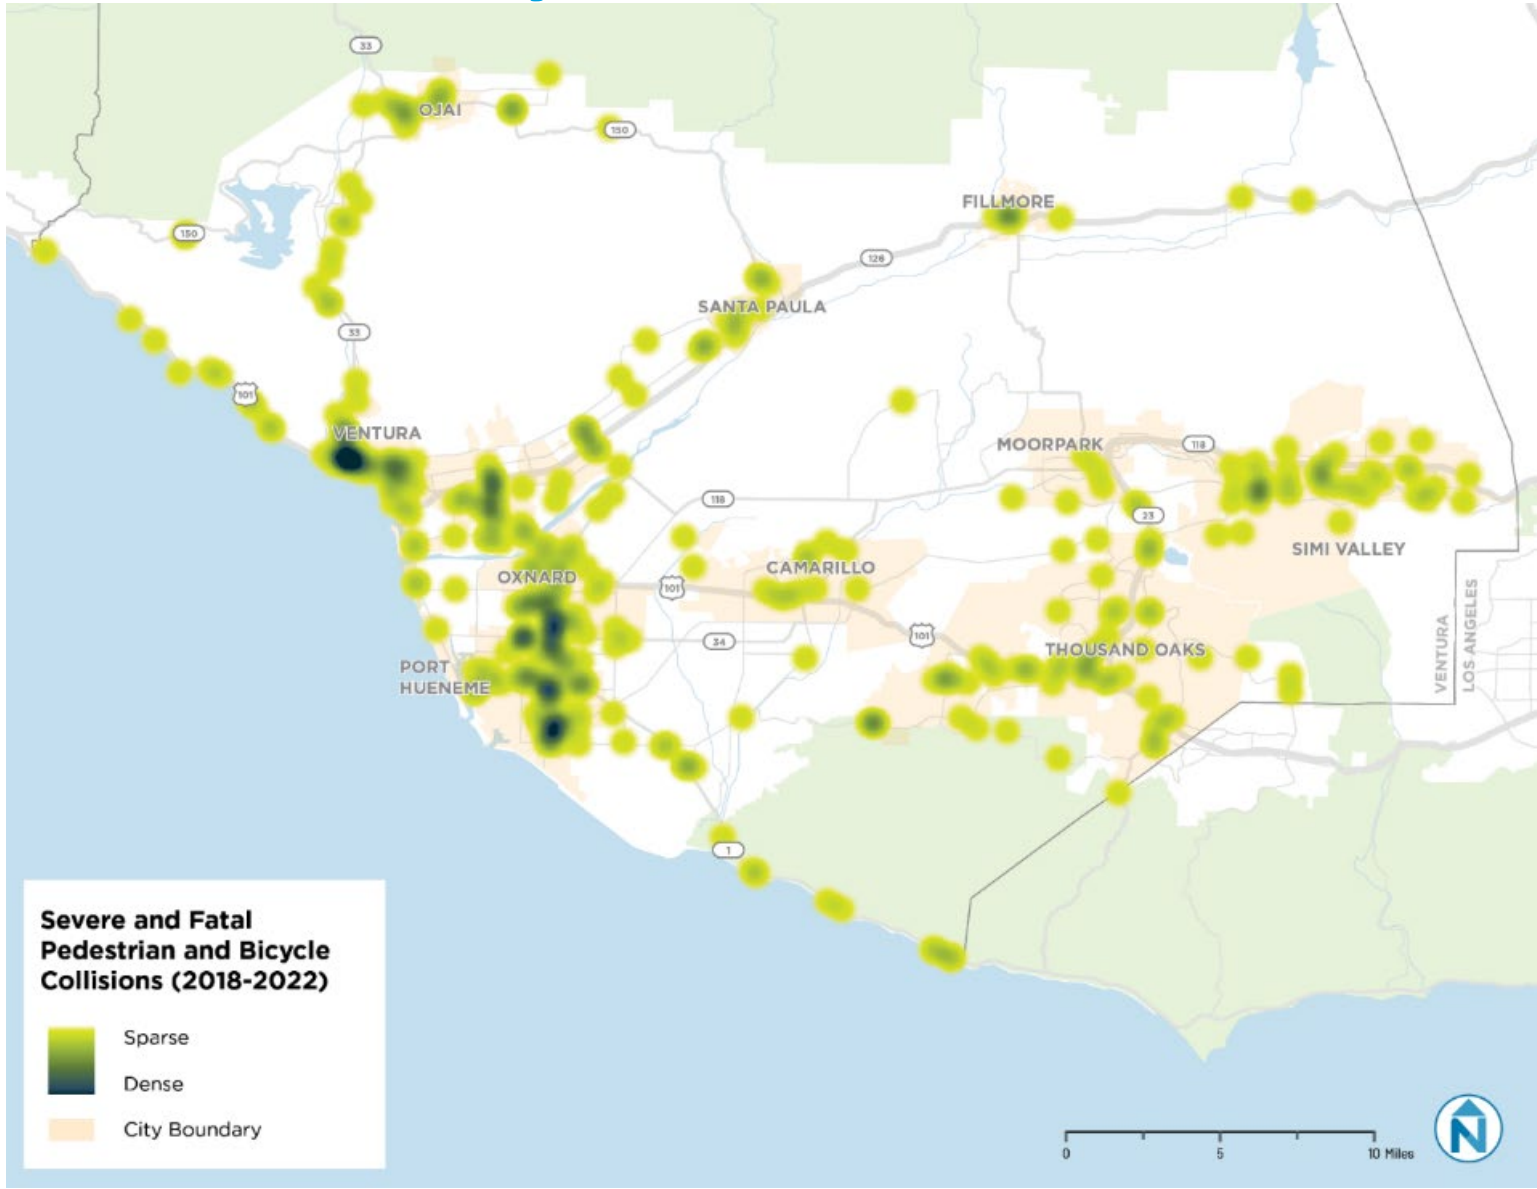 33
OJAI
150
FILLMORE
150
126
SANTA PAULA
33
101
VENTURA
MOORPARK
118
118
23
SIMI VALLEY
OXNARD
CAMARILLO
101
34
101
THOUSAND OAKS
VENTURA
LOS ANGELES
PORT
HUENEME
1
Severe and Fatal
Pedestrian and Bicycle
Collisions (2018-2022)
Sparse
Dense
City Boundary
0 5 10 Miles
N